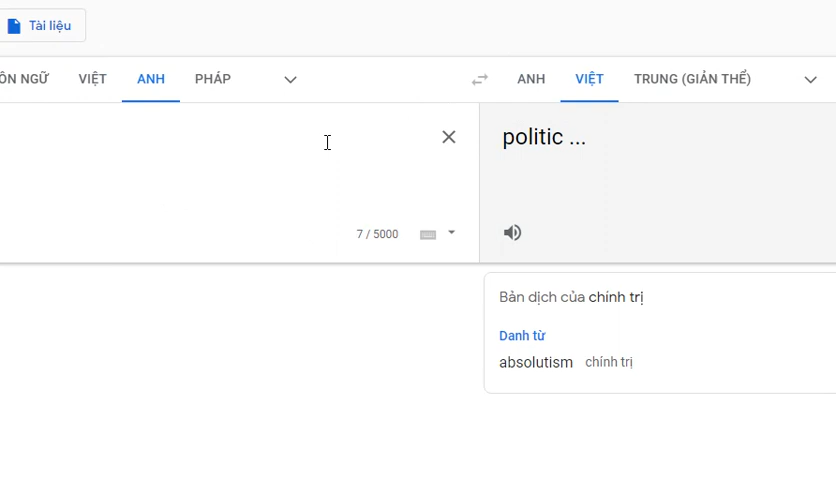 Tài liệu
ÔN NGỮ VIỆT ANH PHÁP ANH VIỆT TRUNG (GIẢN THỂ)
politic ...
7 / 5000
Bản dịch của chính trị
Danh từ
absolutism chính trị